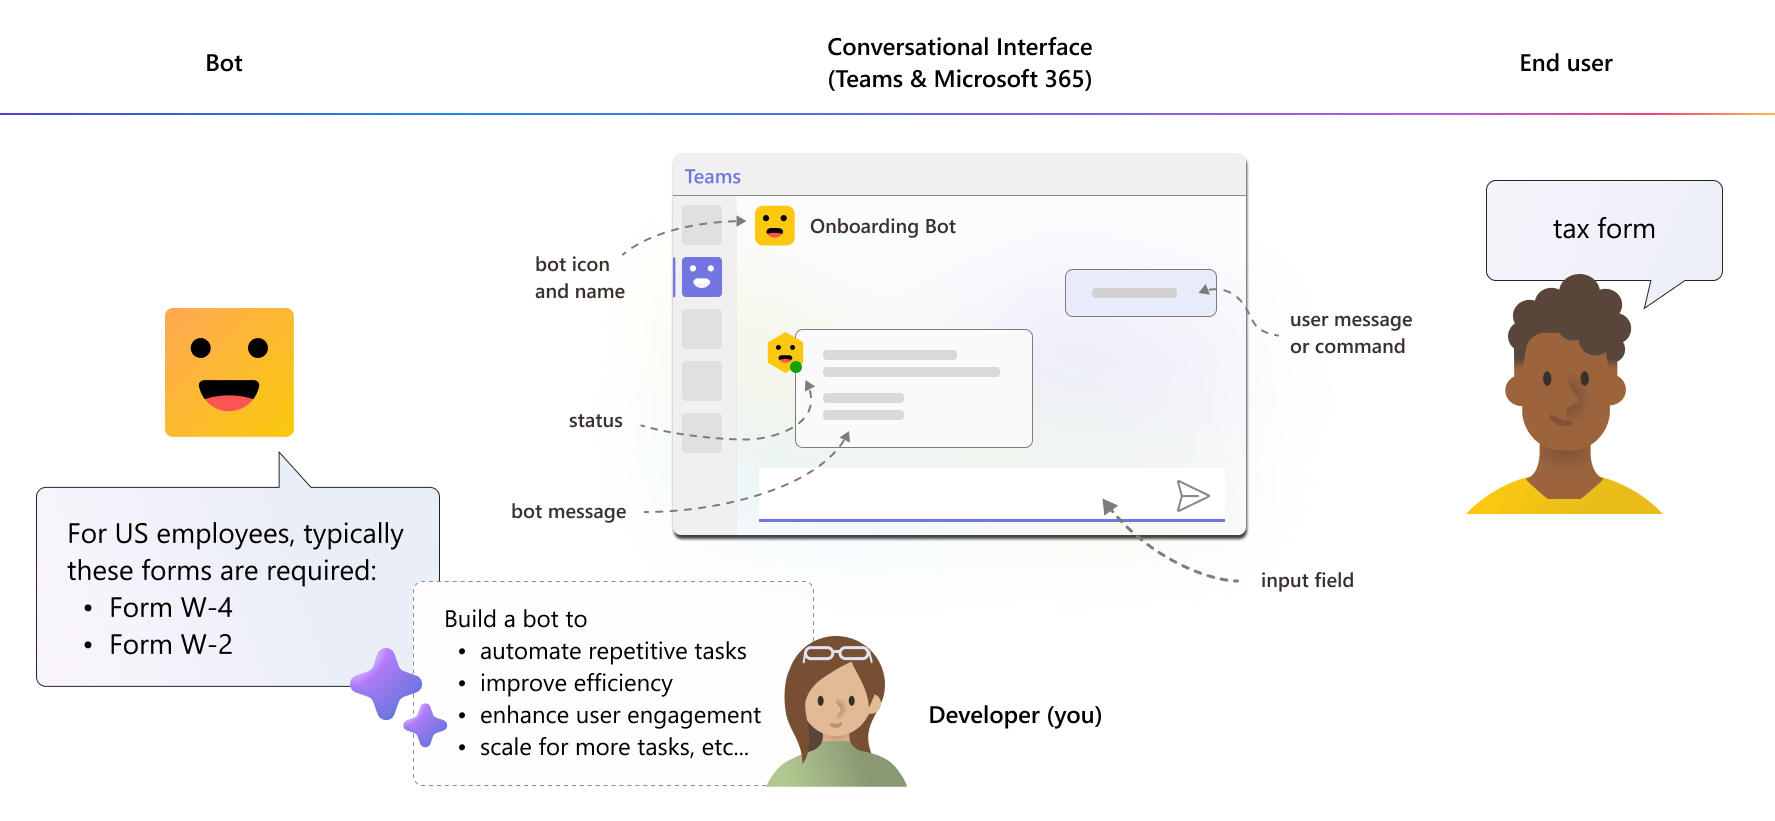 Bot
Conversational Interface
(Teams & Microsoft 365)
End user
Teams
Onboarding Bot
bot icon
and name
user message
or command
status
bot message
input field
tax form
For US employees, typically
these forms are required:
• Form W-4
• Form W-2
Build a bot to
• automate repetitive tasks
• improve efficiency
• enhance user engagement
• scale for more tasks, etc...
Developer (you)